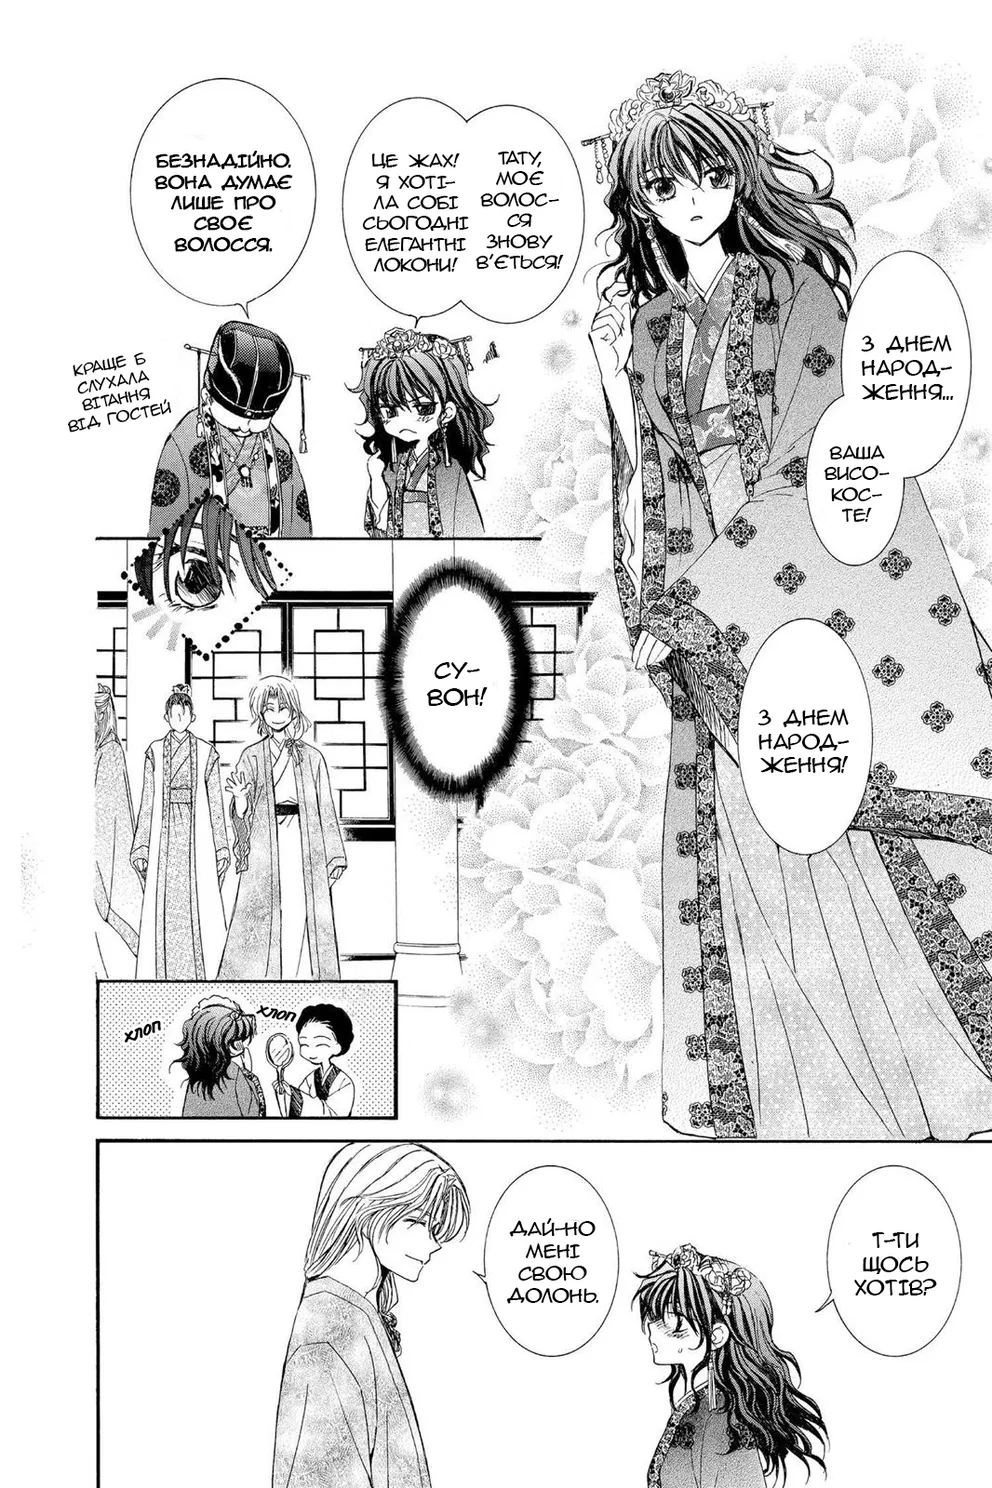 З ДНЕМ
НАРОД-
ЖЕННЯ...
ВАША
ВИСО-
КОС-
ТЕ!
З ДНЕМ
НАРОД-
ЖЕННЯ!
ТАТУ,
МОЄ
ВОЛОС-
СЯ
ЗНОВУ
В'ЄТЬСЯ!
ЦЕ ЖАХ!
Я ХОТІ-
ЛА СОБІ
СЬОГОДНІ
ЕЛЕГАНТНІ
ЛОКОНИ!
БЕЗНАДІЙНО.
ВОНА ДУМАЄ
ЛИШЕ ПРО
СВОЄ
ВОЛОССЯ.
КРАЩЕ Б
СЛУХАЛА
ВІТАННЯ
ВІД ГОСТЕЙ
СУ-
ВОН!
ХЛОП
ХЛОП
Т-ТИ
ЩОСЬ
ХОТІВ?
ДАЙ-НО
МЕНІ
СВОЮ
ДОЛОНЬ.